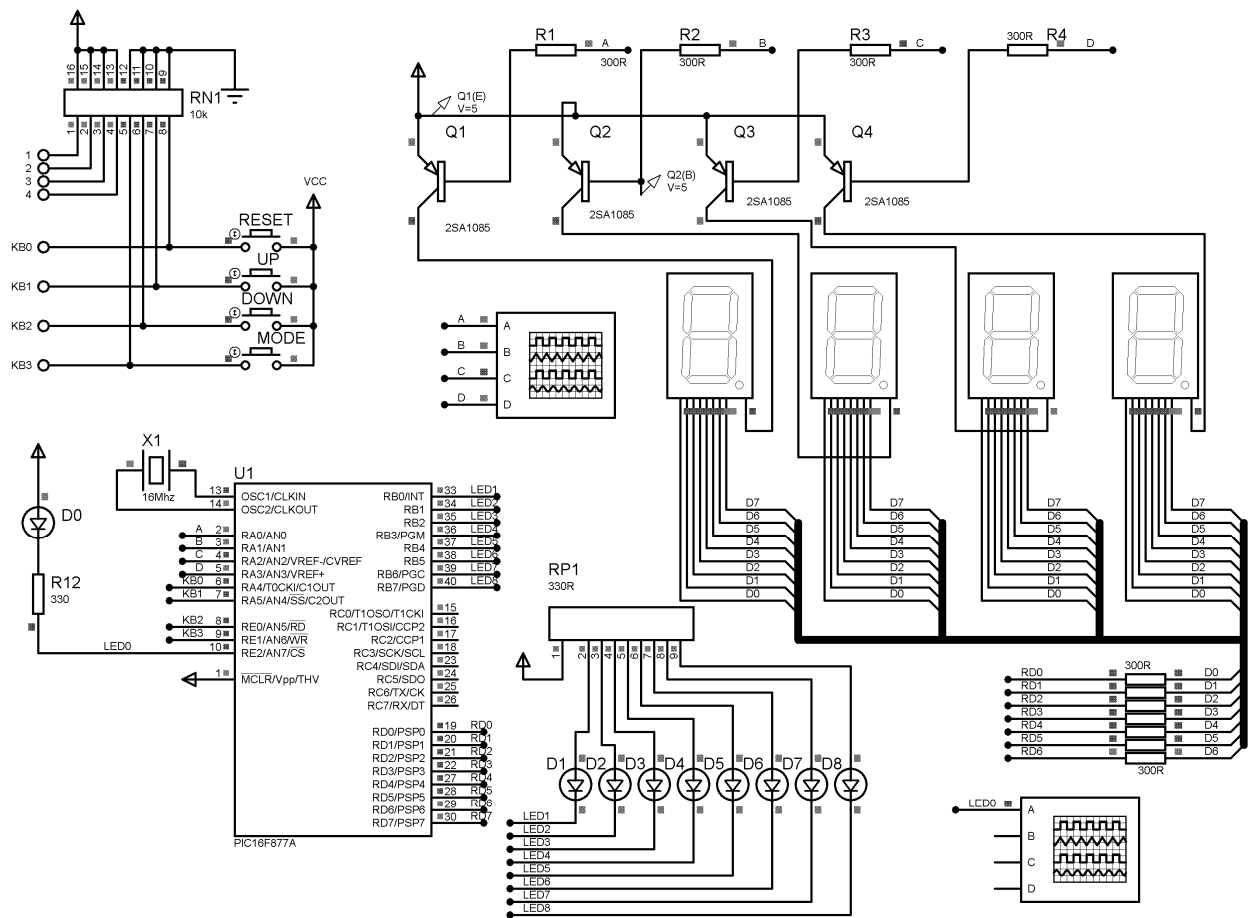 R1
A
300R
R2
B
300R
R3
C
300R
300R
R4
D
16
15
14
13
12
11
10
9
RN1
10k
1
2
3
4
5
6
7
8
1
2
3
4
Q1(E)
V=5
Q1
Q2
Q3
Q4
Q2(B)
V=5
2SA1085
2SA1085
2SA1085
2SA1085
VCC
RESET
KB0
UP
KB1
DOWN
KB2
MODE
KB3
A
A
B
B
C
C
D
D
X1
16Mhz
D0
R12
330
LED0
U1
13
OSC1/CLKIN
14
OSC2/CLKOUT
A
2
RA0/AN0
B
3
RA1/AN1
C
4
RA2/AN2/VREF-/CVREF
D
5
RA3/AN3/VREF+
KB0
6
RA4/T0CKI/C1OUT
KB1
7
RA5/AN4/SS/C2OUT
KB2
8
RE0/AN5/RD
KB3
9
RE1/AN6/WR
10
RE2/AN7/CS
1
MCLR/Vpp/THV
RB0/INT
33
LED1
RB1
34
LED2
RB2
35
LED3
RB3/PGM
36
LED4
RB4
37
LED5
RB5
38
LED6
RB6/PGC
39
LED7
RB7/PGD
40
LED8
RC0/T1OSO/T1CKI
15
RC1/T1OSI/CCP2
16
RC2/CCP1
17
RC3/SCK/SCL
18
RC4/SDI/SDA
23
RC5/SDO
24
RC6/TX/CK
25
RC7/RX/DT
26
RD0/PSP0
19
RD0
RD1/PSP1
20
RD1
RD2/PSP2
21
RD2
RD3/PSP3
22
RD3
RD4/PSP4
27
RD4
RD5/PSP5
28
RD5
RD6/PSP6
29
RD6
RD7/PSP7
30
RD7
PIC16F877A
D7
D6
D5
D4
D3
D2
D1
D0
D7
D6
D5
D4
D3
D2
D1
D0
D7
D6
D5
D4
D3
D2
D1
D0
D7
D6
D5
D4
D3
D2
D1
D0
RP1
330R
1
2
3
4
5
6
7
8
9
D1
D2
D3
D4
D5
D6
D7
D8
LED1
LED2
LED3
LED4
LED5
LED6
LED7
LED8
300R
RD0
D0
RD1
D1
RD2
D2
RD3
D3
RD4
D4
RD5
D5
RD6
D6
300R
LED0
A
B
C
D